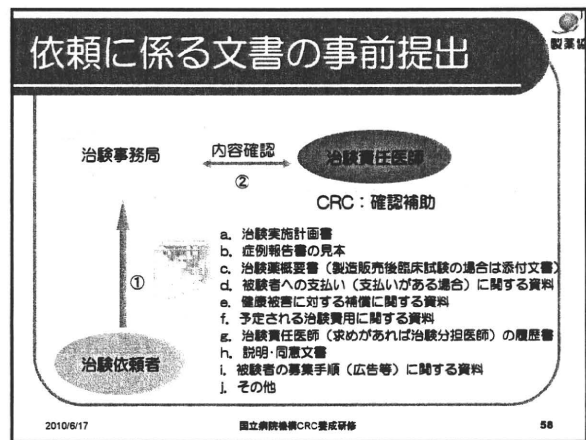 依頼に係る文書の事前提出
製薬協
治験事務局
内容確認
治験責任医師
②
CRC：確認補助
①
治験依頼者
a. 治験実施計画書
b. 症例報告書の見本
c. 治験薬概要書（製造販売後臨床試験の場合は添付文書）
d. 被験者への支払い（支払いがある場合）に関する資料
e. 健康被害に対する補償に関する資料
f. 予定される治験費用に関する資料
g. 治験責任医師（求めがあれば治験分担医師）の履歴書
h. 説明・同意文書
i. 被験者の募集手順（広告等）に関する資料
j. その他
2010/6/17
国立病院機構CRC養成研修
58